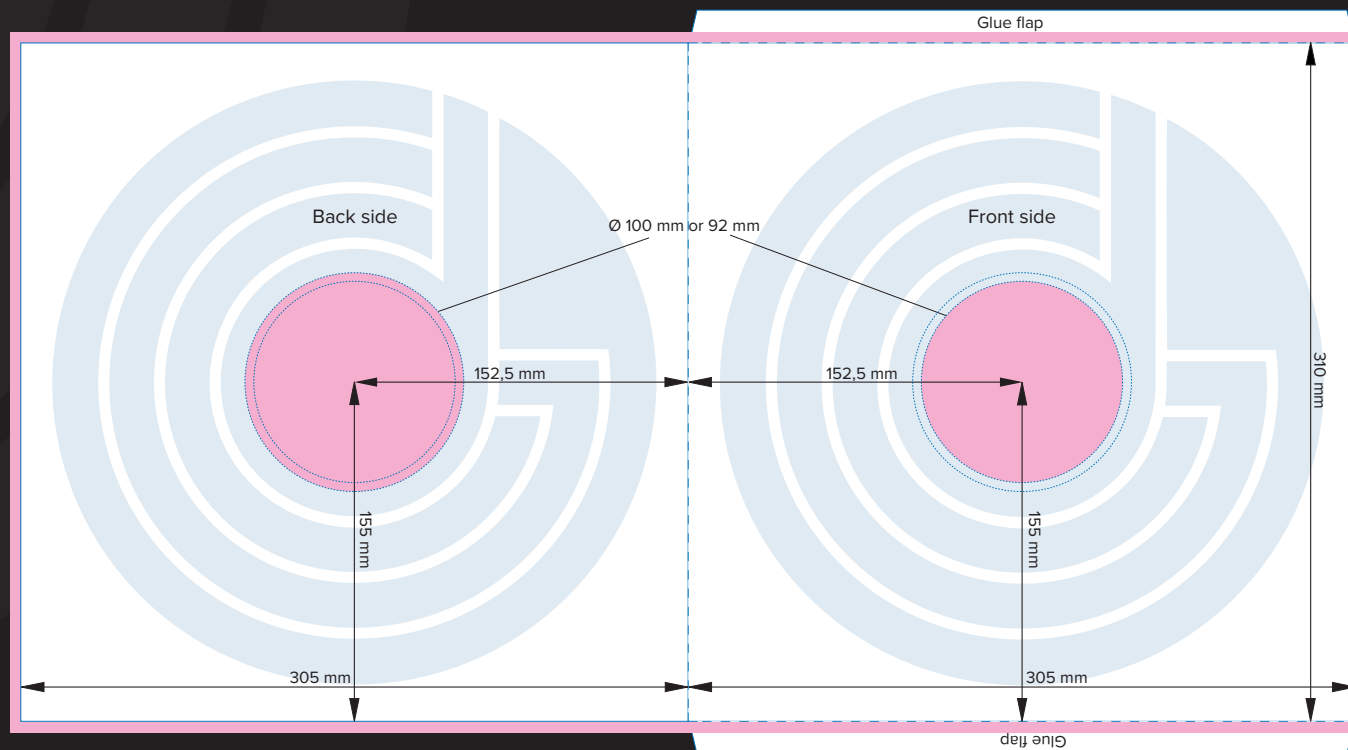 Glue flap
Back side
Front side
Ø 100 mm or 92 mm
152,5 mm
152,5 mm
310 mm
155 mm
155 mm
305 mm
305 mm
Glue flap